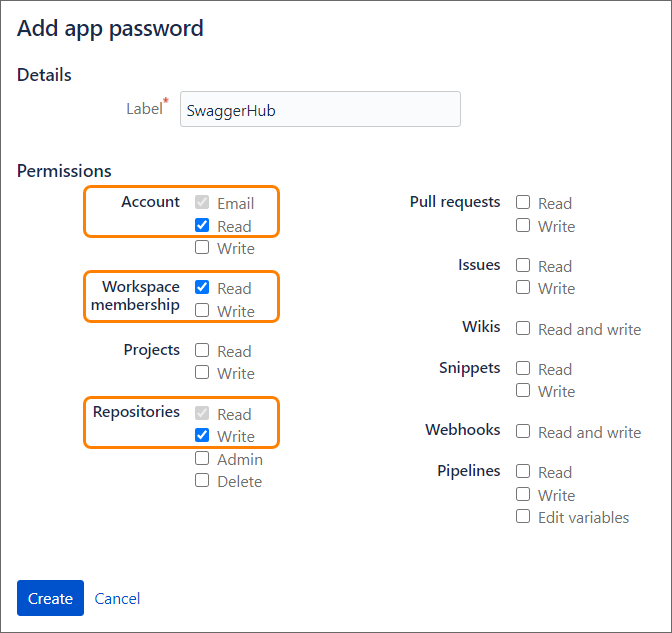 Add app password
Details
Label*
SwaggerHub
Permissions
Account
Email
Read
Write
Workspace
membership
Read
Write
Projects
Read
Write
Repositories
Read
Write
Admin
Delete
Pull requests
Read
Write
Issues
Read
Write
Wikis
Read and write
Snippets
Read
Write
Webhooks
Read and write
Pipelines
Read
Write
Edit variables
Create
Cancel